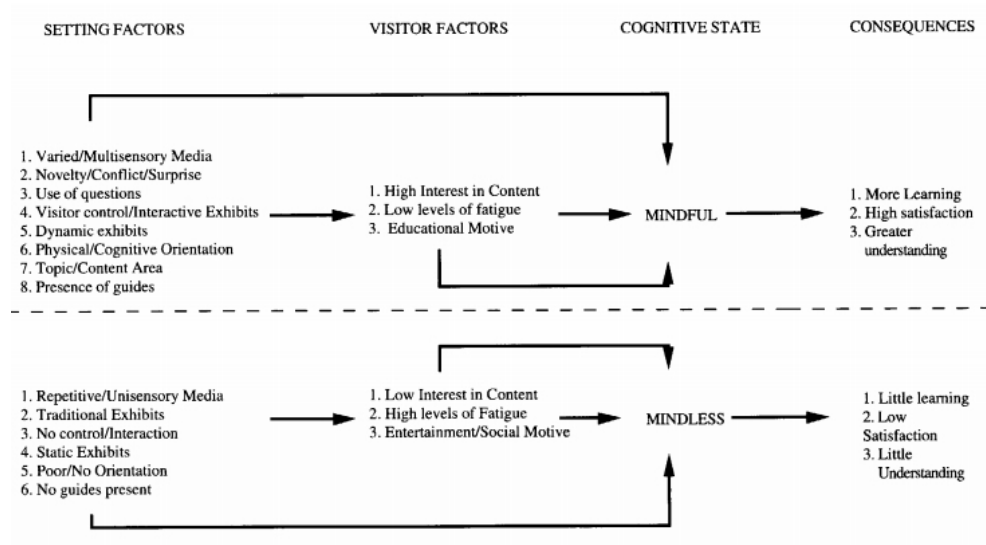 SETTING FACTORS
VISITOR FACTORS
COGNITIVE STATE
CONSEQUENCES
1. Varied/Multisensory Media
2. Novelty/Conflict/Surprise
3. Use of questions
4. Visitor control/Interactive Exhibits
5. Dynamic exhibits
6. Physical/Cognitive Orientation
7. Topic/Content Area
8. Presence of guides
1. High Interest in Content
2. Low levels of fatigue
3. Educational Motive
MINDFUL
1. More Learning
2. High satisfaction
3. Greater
understanding
1. Repetitive/Unisensory Media
2. Traditional Exhibits
3. No control/Interaction
4. Static Exhibits
5. Poor/No Orientation
6. No guides present
1. Low Interest in Content
2. High levels of Fatigue
3. Entertainment/Social Motive
MINDLESS
1. Little learning
2. Low
Satisfaction
3. Little
Understanding